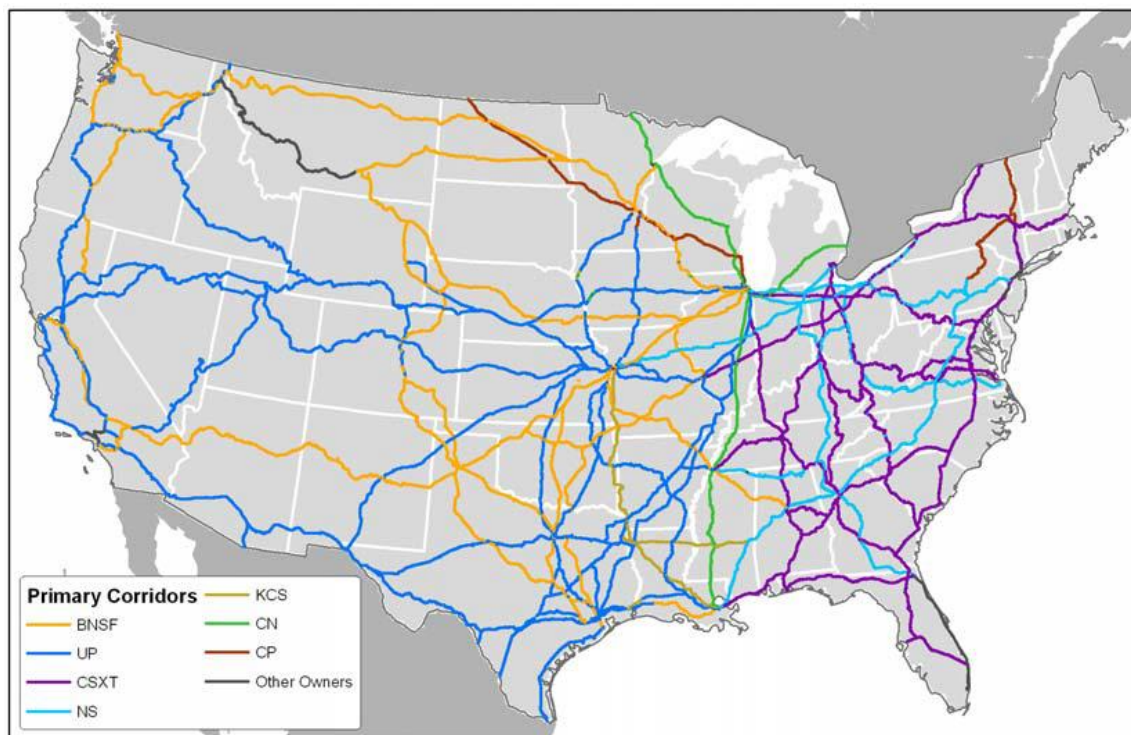 Primary Corridors
BNSF
UP
CSXT
NS
KCS
CN
CP
Other Owners